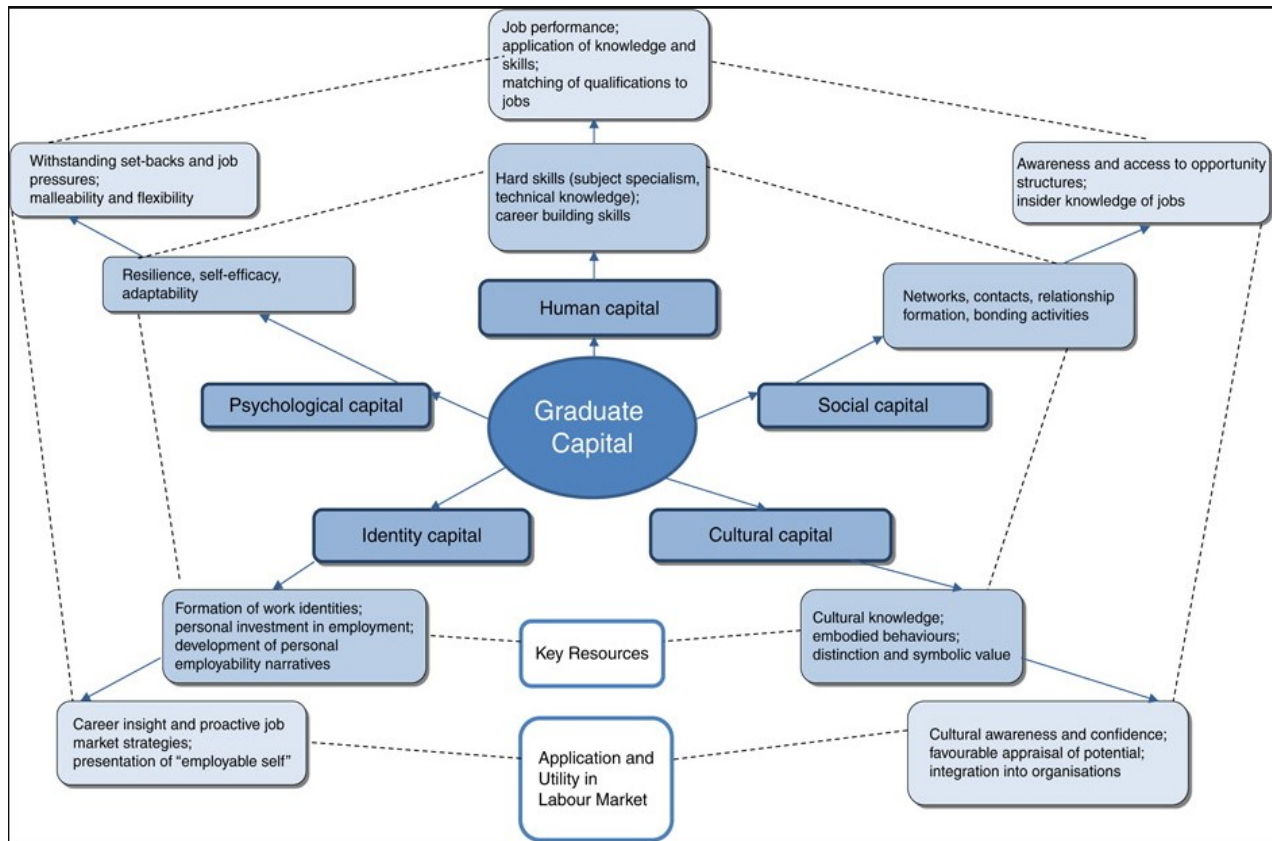 Job performance;
application of knowledge and
skills;
matching of qualifications to
jobs
Withstanding set-backs and job
pressures;
malleability and flexibility
Hard skills (subject specialism,
technical knowledge);
career building skills
Awareness and access to opportunity
structures;
insider knowledge of jobs
Resilience, self-efficacy,
adaptability
Human capital
Networks, contacts, relationship
formation, bonding activities
Psychological capital
Graduate
Capital
Social capital
Identity capital
Cultural capital
Formation of work identities;
personal investment in employment;
development of personal
employability narratives
Key Resources
Cultural knowledge;
embodied behaviours;
distinction and symbolic value
Career insight and proactive job
market strategies;
presentation of “employable self”
Application and
Utility in
Labour Market
Cultural awareness and confidence;
favourable appraisal of potential;
integration into organisations